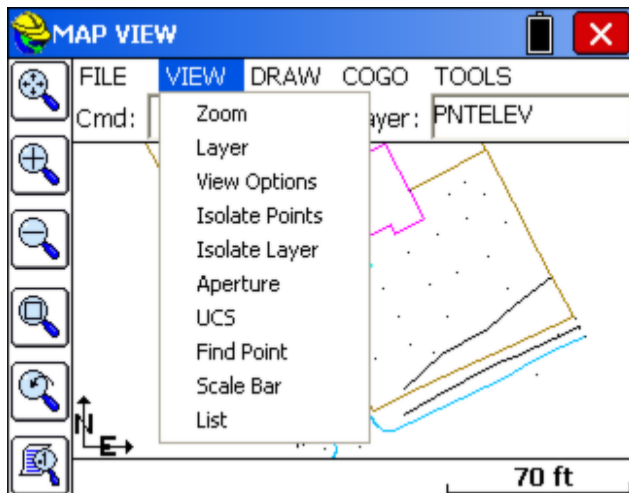 MAP VIEW
FILE VIEW DRAW COGO TOOLS
Cmd: ayer: PNTELEV
Zoom
Layer
View Options
Isolate Points
Isolate Layer
Aperture
UCS
Find Point
Scale Bar
List
N
E
70 ft